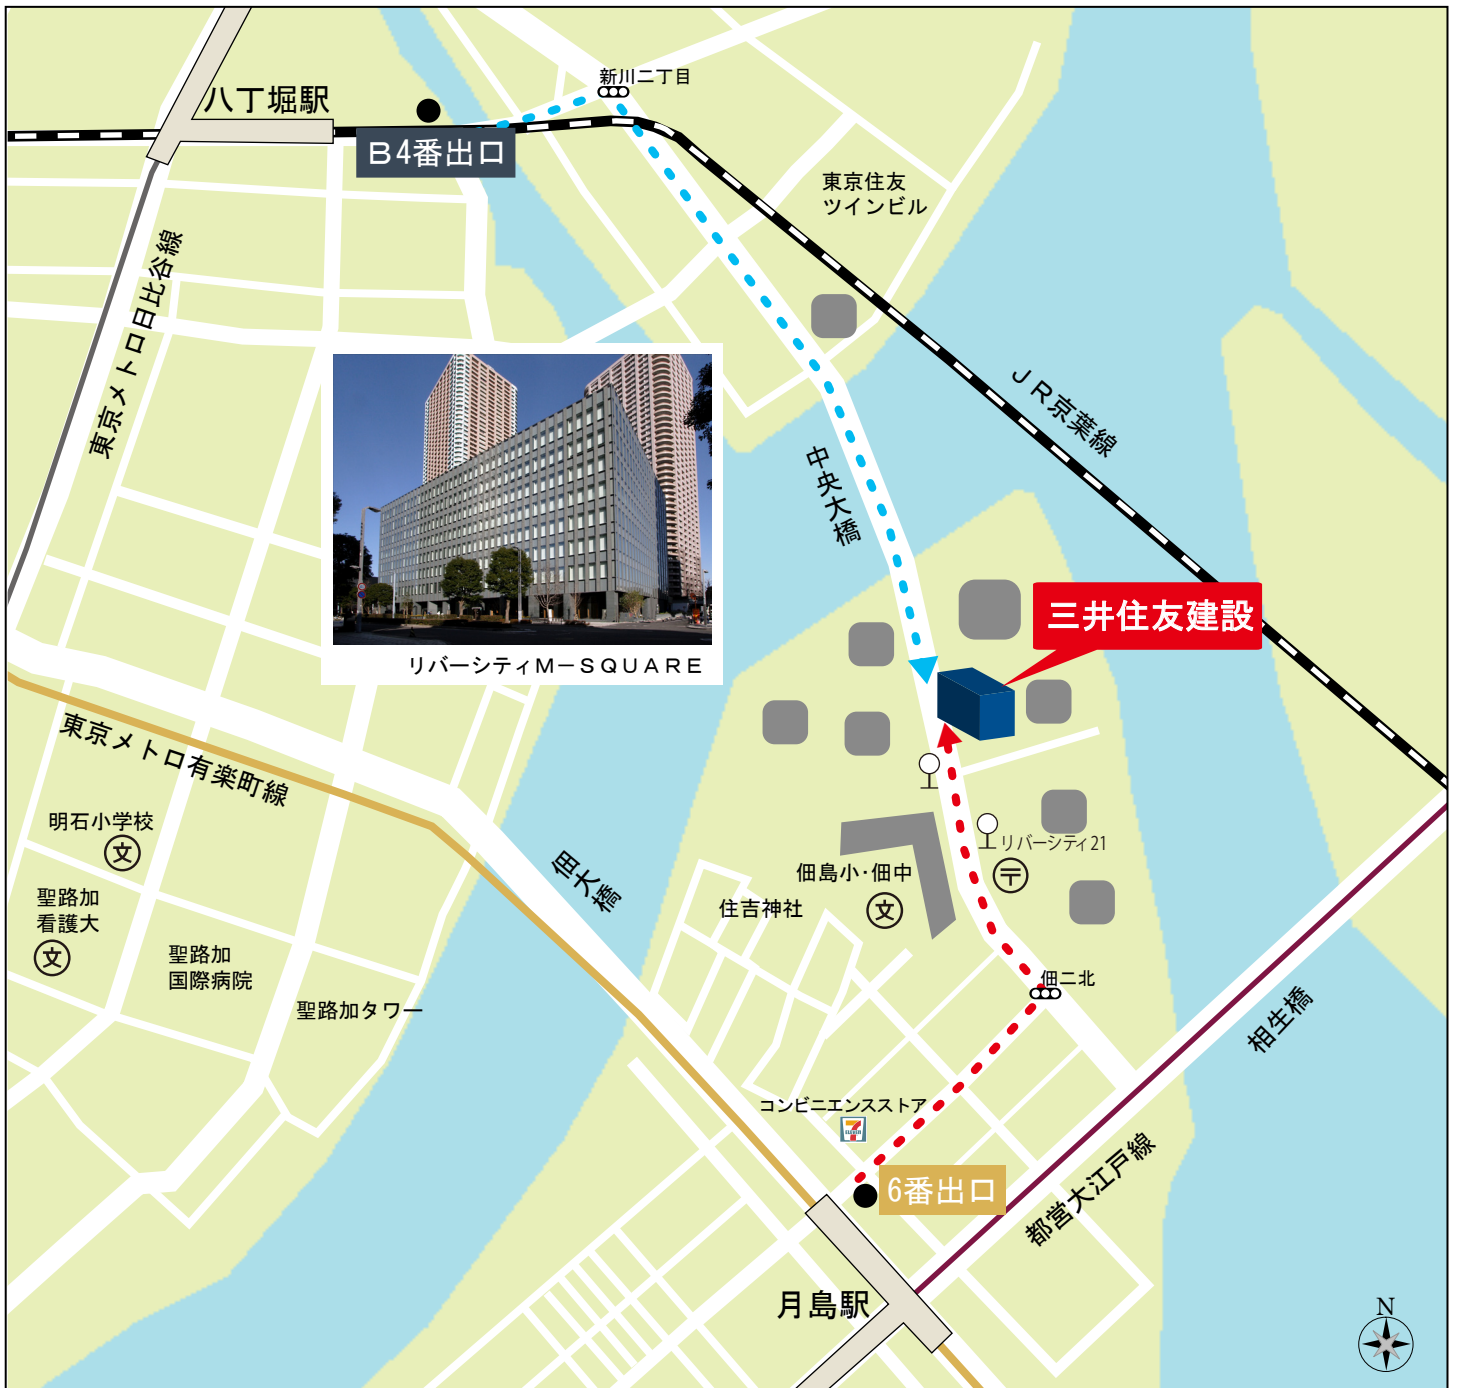 新川二丁目
八丁堀駅
B4番出口
東京住友
ツインビル
東京メトロ日比谷線
JR京葉線
中央大橋
三井住友建設
リバーシティM-SQUARE
東京メトロ有楽町線
明石小学校
文
聖路加
看護大
文
聖路加
国際病院
聖路加タワー
佃大橋
リバーシティ21
〒
佃島小・佃中
文
住吉神社
佃二北
相生橋
コンビニエンスストア
7
ELEVEN
6番出口
都営大江戸線
月島駅
N